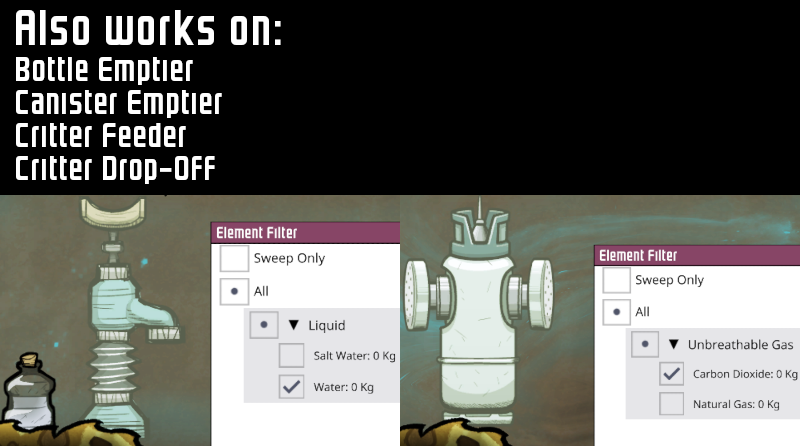 Also works on:
Bottle Emptier
Canister Emptier
Critter Feeder
Critter Drop-Off
Element Filter
Sweep Only
All
Liquid
Salt Water: 0 Kg
Water: 0 Kg
Element Filter
Sweep Only
All
Unbreathable Gas
Carbon Dioxide: 0 Kg
Natural Gas: 0 Kg